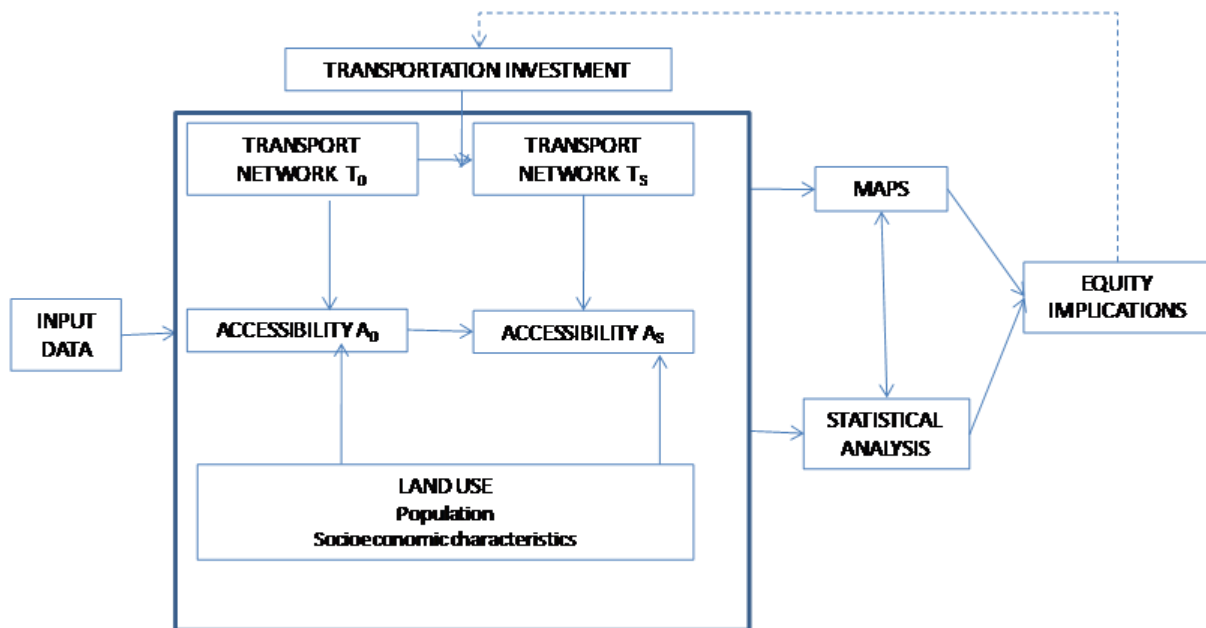 TRANSPORTATION INVESTMENT
TRANSPORT
NETWORK T₀
TRANSPORT
NETWORK Tₛ
MAPS
EQUITY
IMPLICATIONS
INPUT
DATA
ACCESSIBILITY A₀
ACCESSIBILITY Aₛ
STATISTICAL
ANALYSIS
LAND USE
Population
Socioeconomic characteristics